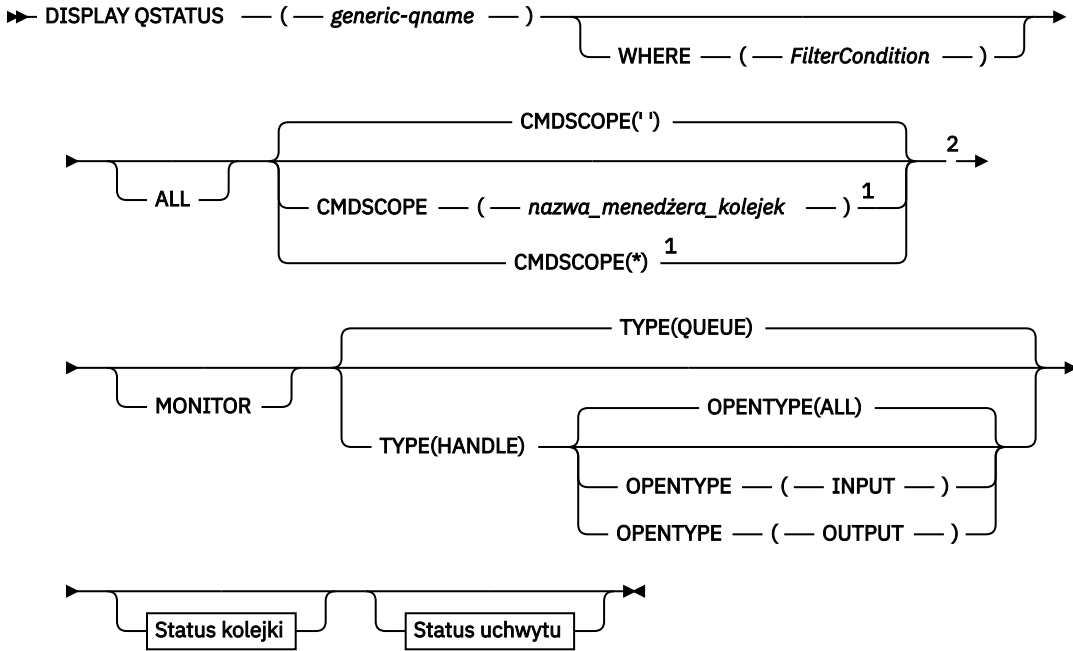 DISPLAY QSTATUS ( generic-qname )
WHERE ( FilterCondition )
CMDSCOPE(' ')
2
ALL
CMDSCOPE ( nazwa_menedżera_kolejek ) 1
CMDSCOPE(*) 1
TYPE(QUEUE)
MONITOR
OPENTYPE(ALL)
TYPE(HANDLE)
OPENTYPE ( INPUT )
OPENTYPE ( OUTPUT )
Status kolejki Status uchwytu